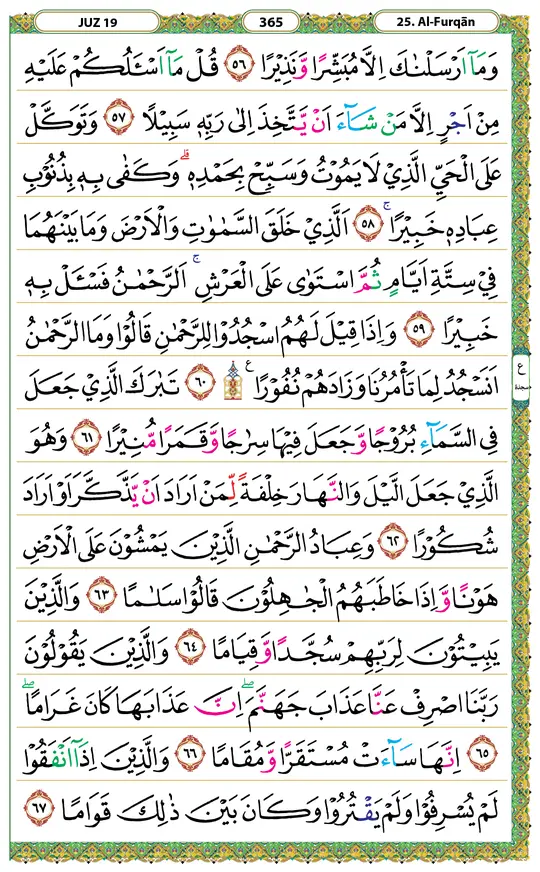 JUZ 19
365
25. Al-Furqān
وَمَآ اَرْسَلْنٰكَ اِلَّا مُبَشِّرًا وَّنَذِيْرًا ٥٦ قُلْ مَآ اَسْـَٔلُكُمْ عَلَيْهِ
مِنْ اَجْرٍ اِلَّا مَنْ شَاۤءَ اَنْ يَّتَّخِذَ اِلٰى رَبِّهٖ سَبِيْلًا ٥٧ وَتَوَكَّلْ
عَلَى الْحَيِّ الَّذِيْ لَا يَمُوْتُ وَسَبِّحْ بِحَمْدِهٖۗ وَكَفٰى بِهٖ بِذُنُوْبِ
عِبَادِهٖ خَبِيْرًاۚ ٥٨ اَلَّذِيْ خَلَقَ السَّمٰوٰتِ وَالْاَرْضَ وَمَا بَيْنَهُمَا
فِيْ سِتَّةِ اَيَّامٍ ثُمَّ اسْتَوٰى عَلَى الْعَرْشِۚ اَلرَّحْمٰنُ فَسْـَٔلْ بِهٖ
خَبِيْرًا ٥٩ وَاِذَا قِيْلَ لَهُمُ اسْجُدُوْا لِلرَّحْمٰنِ قَالُوْا وَمَا الرَّحْمٰنُ
اَنَسْجُدُ لِمَا تَأْمُرُنَا وَزَادَهُمْ نُفُوْرًا ۩ ع ٦٠ تَبٰرَكَ الَّذِيْ جَعَلَ
فِى السَّمَاۤءِ بُرُوْجًا وَّجَعَلَ فِيْهَا سِرٰجًا وَّقَمَرًا مُّنِيْرًا ٦١ وَهُوَ
الَّذِيْ جَعَلَ الَّيْلَ وَالنَّهَارَ خِلْفَةً لِّمَنْ اَرَادَ اَنْ يَّذَّكَّرَ اَوْ اَرَادَ
شُكُوْرًا ٦٢ وَعِبَادُ الرَّحْمٰنِ الَّذِيْنَ يَمْشُوْنَ عَلَى الْاَرْضِ
هَوْنًا وَّاِذَا خَاطَبَهُمُ الْجٰهِلُوْنَ قَالُوْا سَلٰمًا ٦٣ وَالَّذِيْنَ
يَبِيْتُوْنَ لِرَبِّهِمْ سُجَّدًا وَّقِيَامًا ٦٤ وَالَّذِيْنَ يَقُوْلُوْنَ
رَبَّنَا اصْرِفْ عَنَّا عَذَابَ جَهَنَّمَۖ اِنَّ عَذَابَهَا كَانَ غَرَامًاۖ
٦٥ اِنَّهَا سَاۤءَتْ مُسْتَقَرًّا وَّمُقَامًا ٦٦ وَالَّذِيْنَ اِذَآ اَنْفَقُوْا
لَمْ يُسْرِفُوْا وَلَمْ يَقْتُرُوْا وَكَانَ بَيْنَ ذٰلِكَ قَوَامًا ٦٧
ع
سجدة